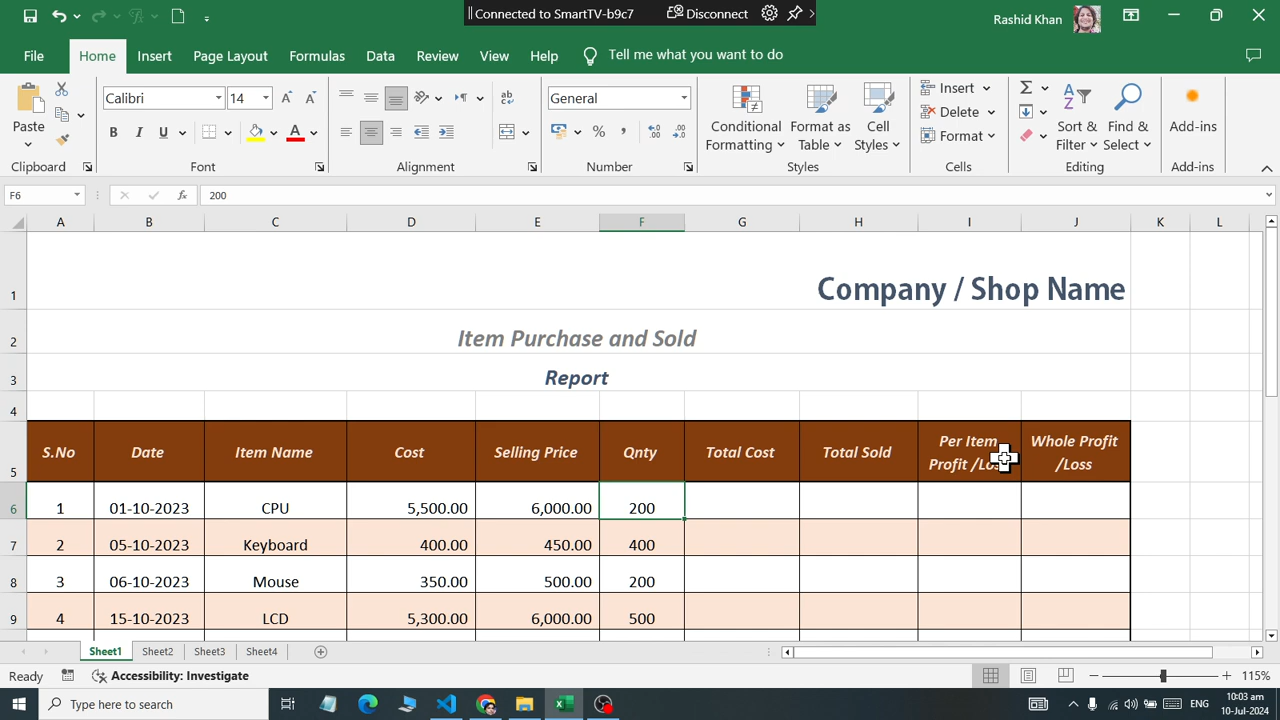 Connected to SmartTV-b9c7 Disconnect
Rashid Khan
File Home Insert Page Layout Formulas Data Review View Help Tell me what you want to do
Paste
Calibri 14
B I U
ab
General
% ,
Conditional Formatting
Format as Table
Cell Styles
Insert
Delete
Format
Sort & Filter
Find & Select
Add-ins
Clipboard Font Alignment Number Styles Cells Editing Add-ins
F6 fx 200
A B C D E F G H I J K L
1 Company / Shop Name
2 Item Purchase and Sold
3 Report
4
5 S.No Date Item Name Cost Selling Price Qnty Total Cost Total Sold Per Item Profit /Loss Whole Profit /Loss
6 1 01-10-2023 CPU 5,500.00 6,000.00 200
7 2 05-10-2023 Keyboard 400.00 450.00 400
8 3 06-10-2023 Mouse 350.00 500.00 200
9 4 15-10-2023 LCD 5,300.00 6,000.00 500
Sheet1 Sheet2 Sheet3 Sheet4
Ready Accessibility: Investigate 115%
Type here to search ENG 10:03 am
10-Jul-2024